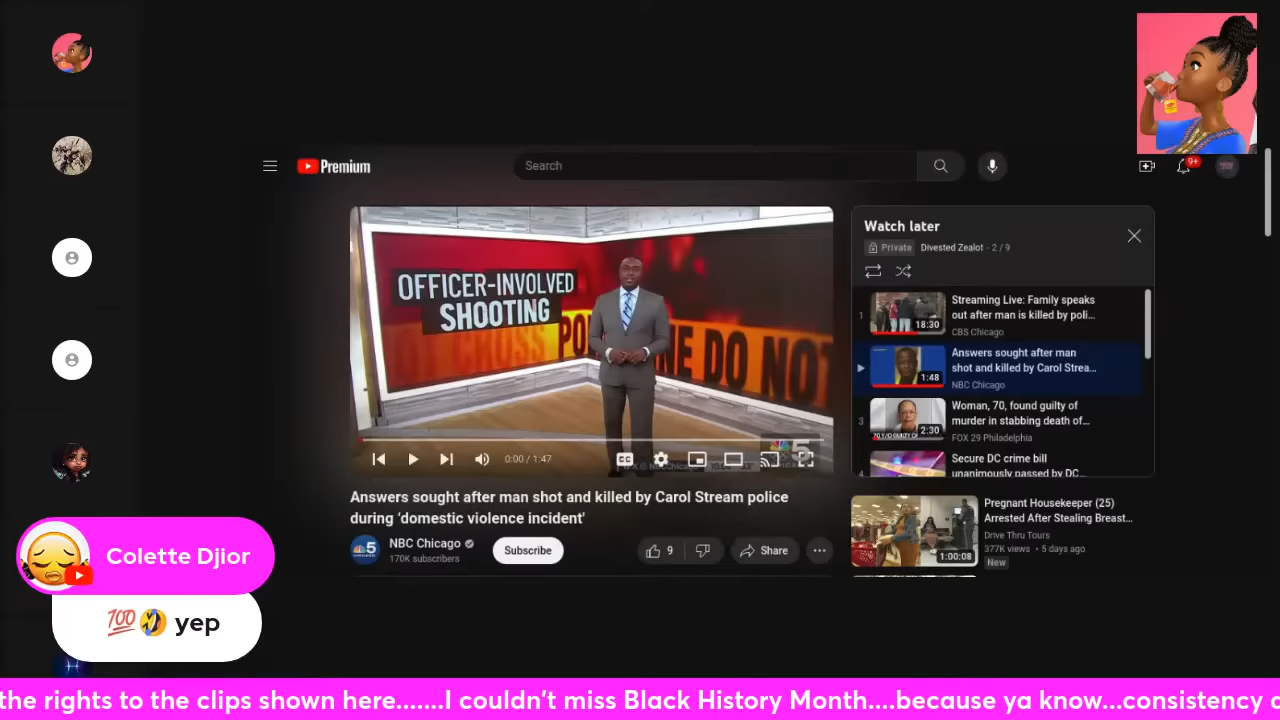 Premium
Search
9+
OFFICER-INVOLVED
SHOOTING
DO NOT
0:00 / 1:47
CC
5
Answers sought after man shot and killed by Carol Stream police
during ‘domestic violence incident’
NBC Chicago
170K subscribers
Subscribe
9
Share
Watch later
Private
Divested Zealot - 2 / 9
1
18:30
Streaming Live: Family speaks
out after man is killed by poli...
CBS Chicago
1:48
Answers sought after man
shot and killed by Carol Strea...
NBC Chicago
3
2:30
Woman, 70, found guilty of
murder in stabbing death of...
FOX 29 Philadelphia
4
Secure DC crime bill
unanimously passed by DC...
1:00:08
Pregnant Housekeeper (25)
Arrested After Stealing Breast...
Drive Thru Tours
377K views • 5 days ago
New
Colette Djior
💯🤣 yep
the rights to the clips shown here.......I couldn't miss Black History Month....because ya know...consistency